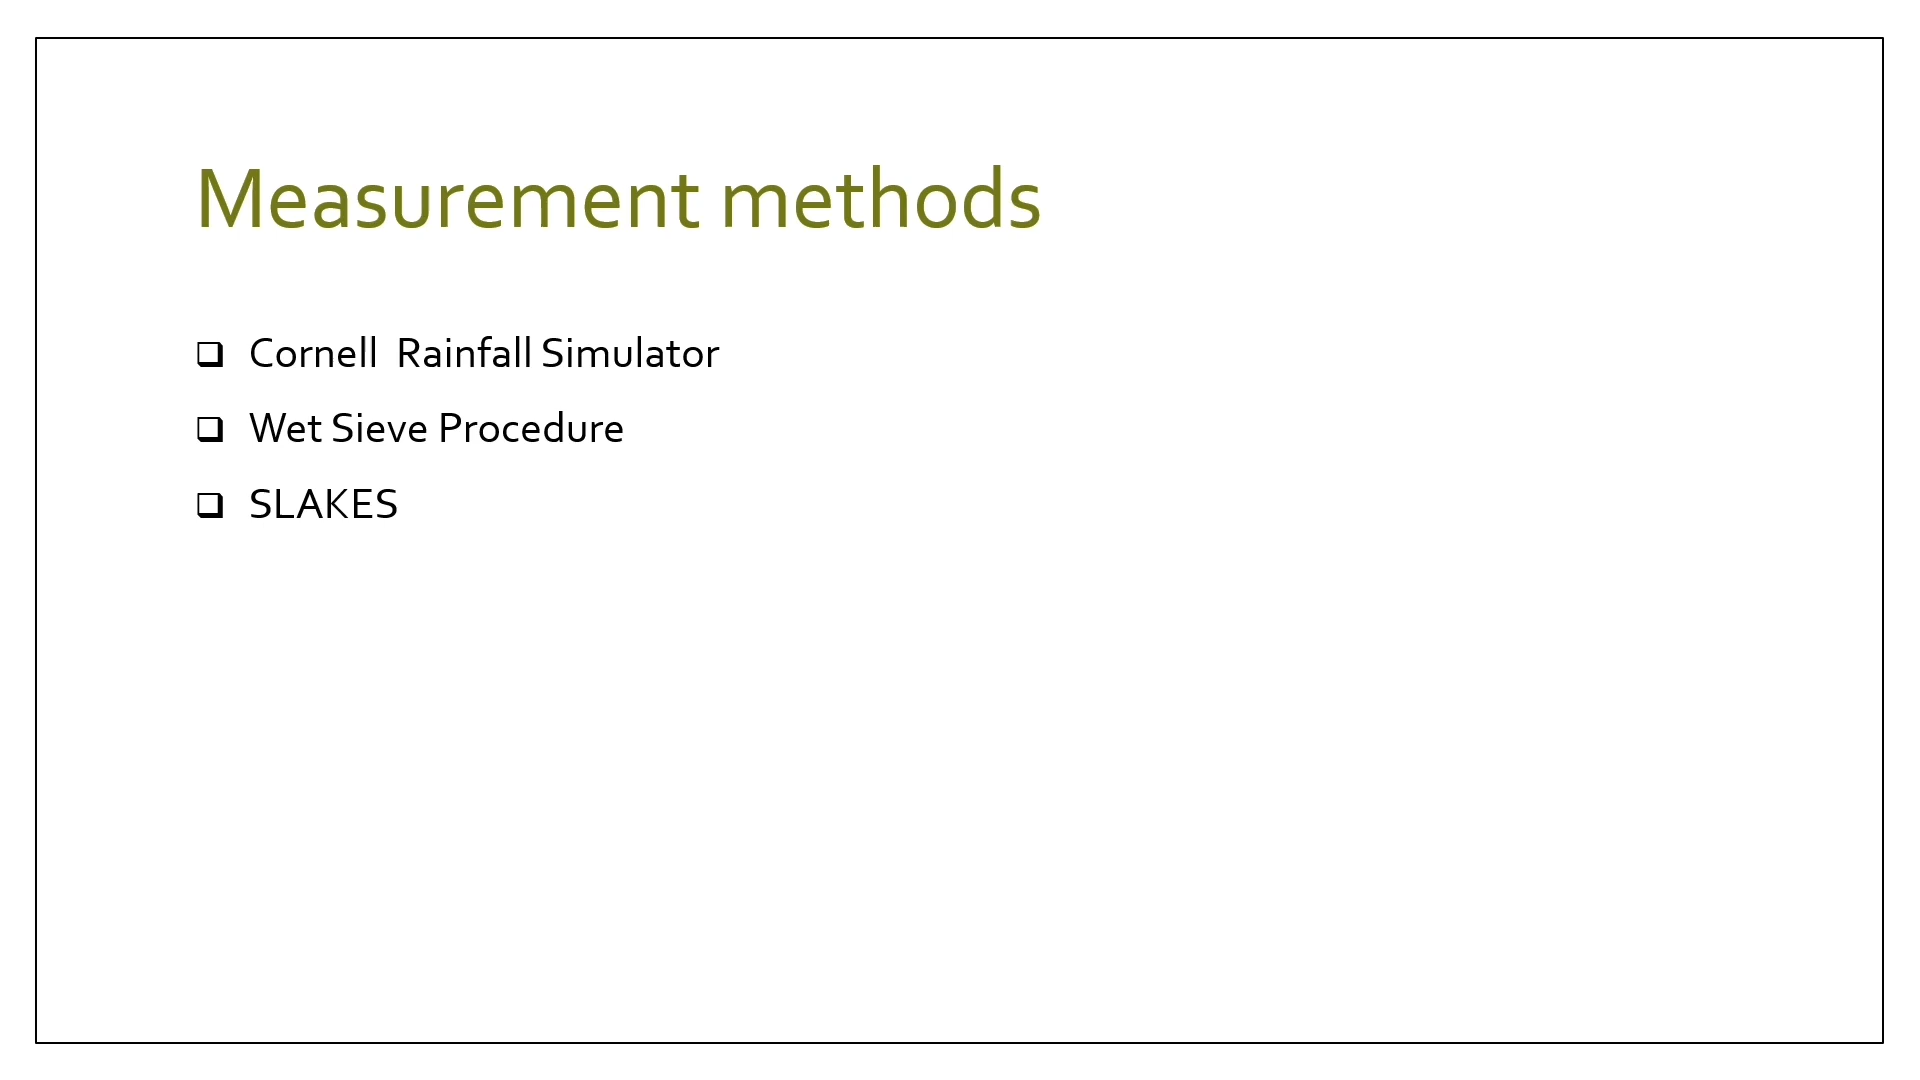 Measurement methods
Cornell  Rainfall Simulator
Wet Sieve Procedure
SLAKES